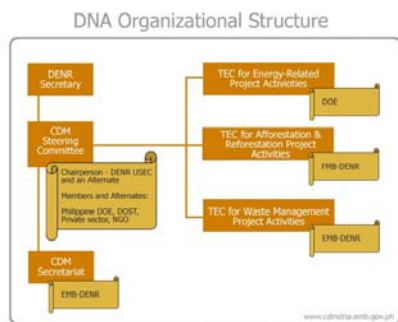 DNA Organizational Structure
DENR
Secretary
CDM
Steering
Committee
Chairperson - DENR USEC
and an Alternate
Members and Alternates:
Philippine DOE, DOST,
Private sector, NGO
CDM
Secretariat
EMB-DENR
TEC for Energy-Related
Project Activioties
DOE
TEC for Afforestation &
Reforestation Project
Activities
FMB-DENR
TEC for Waste Management
Project Activities
EMB-DENR
www.cdmdna.emb.gov.ph